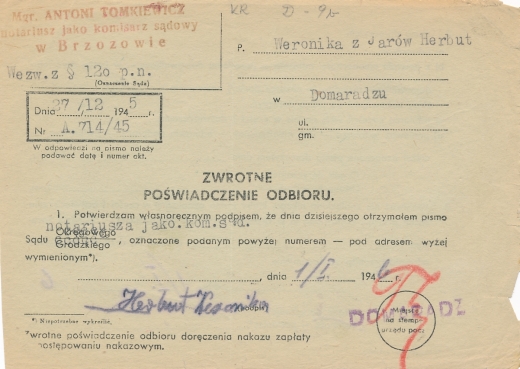 Mgr. ANTONI TOMKIEWICZ
notariusz jako komisarz sądowy
w Brzozowie
KR D-96
Wezw. z § 120 p.n.
(Oznaczenie Sądu)
P. Weronika z Jarów Herbut
w Domaradzu
ul.
gm.
Dnia 27/12 1945 r.
Nr A.714/45
W odpowiedzi na pismo należy
podawać datę i numer akt.
ZWROTNE
POŚWIADCZENIE ODBIORU.
1. Potwierdzam własnoręcznym podpisem, że dnia dzisiejszego otrzymałem pismo
notariusza jako kom. sąd.
Okręgowego
Sądu Grodzkiego, oznaczone podanym powyżej numerem — pod adresem wyżej
wymienionym*).
, dnia 1/I 1946 r.
Herbut Weronika
podpis
DOMARADZ
Miejsce
na stempel
urzędu poczt.
*) Niepotrzebne wykreślić.
Zwrotne poświadczenie odbioru doręczenia nakazu zapłaty
postępowaniu nakazowym.